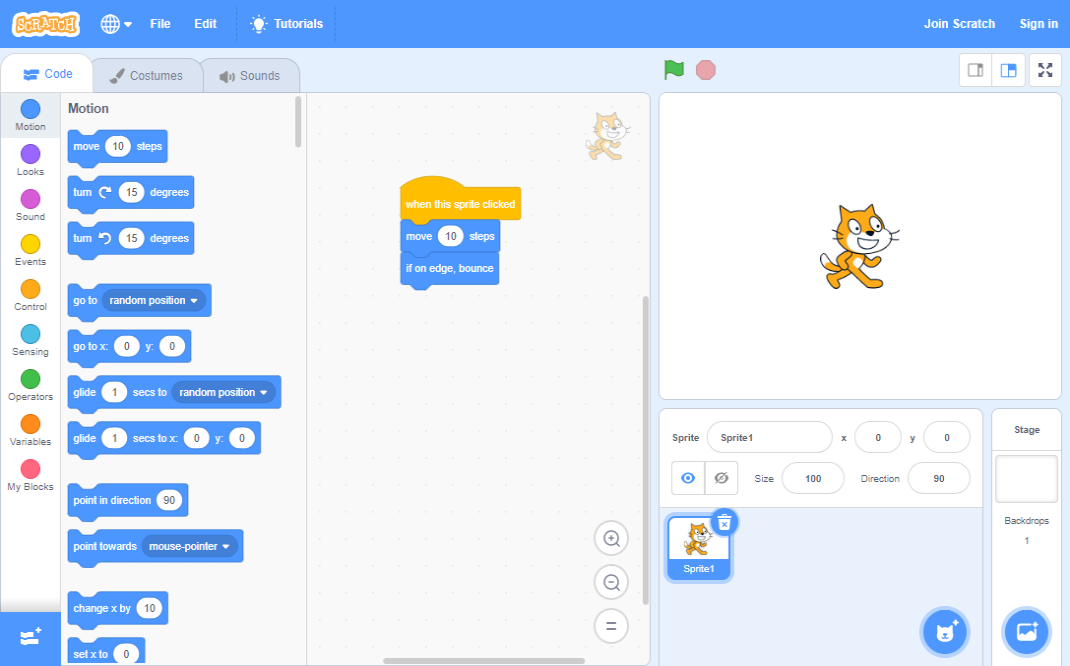 SCRATCH File Edit Tutorials Join Scratch Sign in
Code Costumes Sounds
Motion
Looks
Sound
Events
Control
Sensing
Operators
Variables
My Blocks
Motion
move 10 steps
turn 15 degrees
turn 15 degrees
go to random position
go to x: 0 y: 0
glide 1 secs to random position
glide 1 secs to x: 0 y: 0
point in direction 90
point towards mouse-pointer
change x by 10
set x to 0
when this sprite clicked
move 10 steps
if on edge, bounce
Sprite Sprite1 x 0 y 0
Size 100 Direction 90
Sprite1
Stage
Backdrops
1